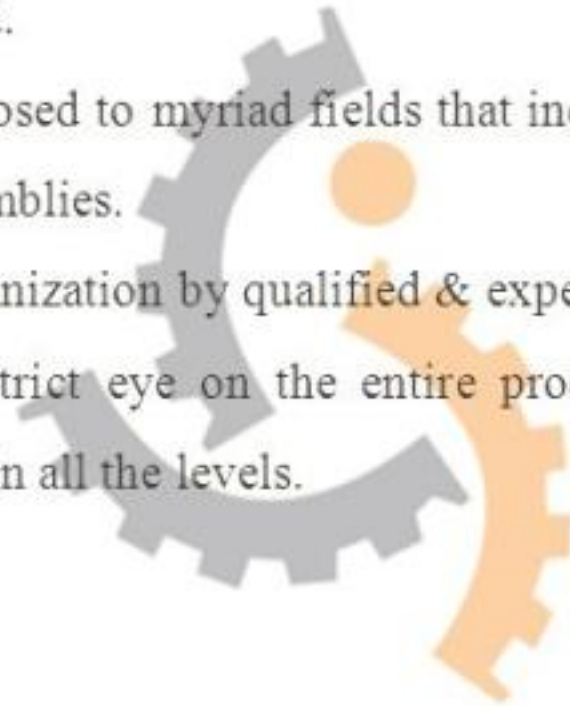 .
osed to myriad fields that in
mblies.
nization by qualified & expe
trict eye on the entire pro
n all the levels.